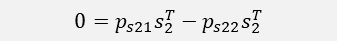 0 = p_{s21} s_2^T − p_{s22} s_2^T